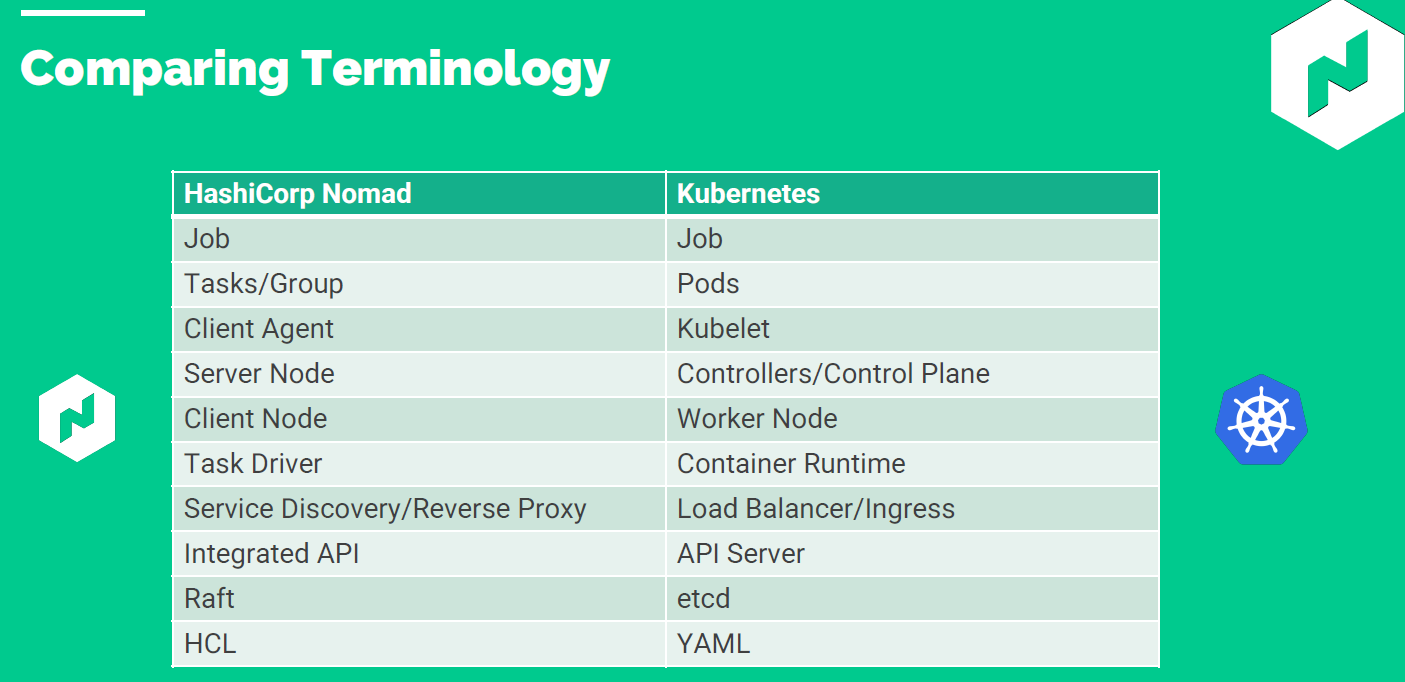 Comparing Terminology
HashiCorp Nomad Kubernetes
Job Job
Tasks/Group Pods
Client Agent Kubelet
Server Node Controllers/Control Plane
Client Node Worker Node
Task Driver Container Runtime
Service Discovery/Reverse Proxy Load Balancer/Ingress
Integrated API API Server
Raft etcd
HCL YAML